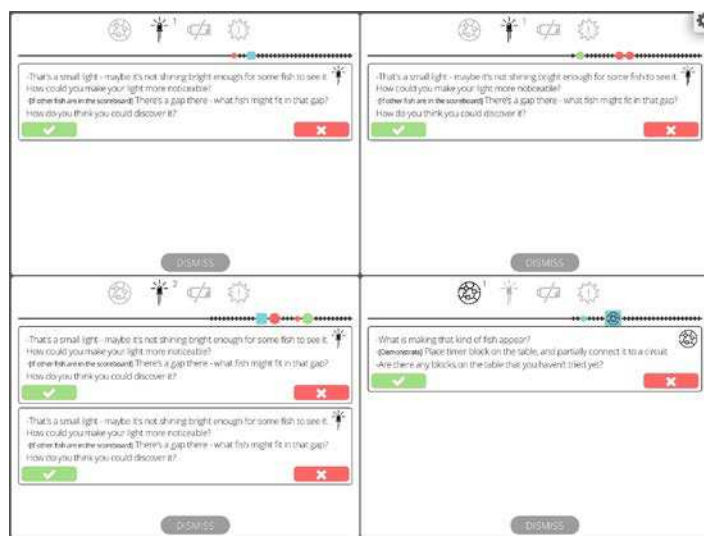 1
-That's a small light - maybe it's not shining bright enough for some fish to see it.
How could you make your light more noticeable?
-(If other fish are in the scoreboard) There's a gap there - what fish might fit in that gap?
How do you think you could discover it?
DISMISS
1
-That's a small light - maybe it's not shining bright enough for some fish to see it.
How could you make your light more noticeable?
-(If other fish are in the scoreboard) There's a gap there - what fish might fit in that gap?
How do you think you could discover it?
DISMISS
2
-That's a small light - maybe it's not shining bright enough for some fish to see it.
How could you make your light more noticeable?
-(If other fish are in the scoreboard) There's a gap there - what fish might fit in that gap?
How do you think you could discover it?
-That's a small light - maybe it's not shining bright enough for some fish to see it.
How could you make your light more noticeable?
-(If other fish are in the scoreboard) There's a gap there - what fish might fit in that gap?
How do you think you could discover it?
DISMISS
1
-What is making that kind of fish appear?
-(Demonstrate) Place timer block on the table, and partially connect it to a circuit
-Are there any blocks on the table that you haven't tried yet?
DISMISS